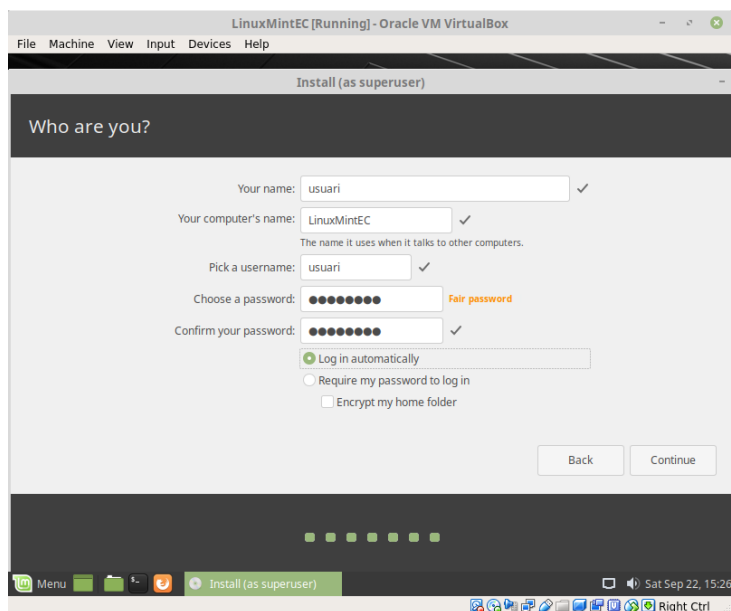 LinuxMintEC [Running] - Oracle VM VirtualBox
File Machine View Input Devices Help
Install (as superuser)
Who are you?
Your name: usuari
Your computer's name: LinuxMintEC
The name it uses when it talks to other computers.
Pick a username: usuari
Choose a password: ●●●●●●●● Fair password
Confirm your password: ●●●●●●●●
Log in automatically
Require my password to log in
Encrypt my home folder
Back Continue
Menu Install (as superuser) Sat Sep 22, 15:26
Right Ctrl